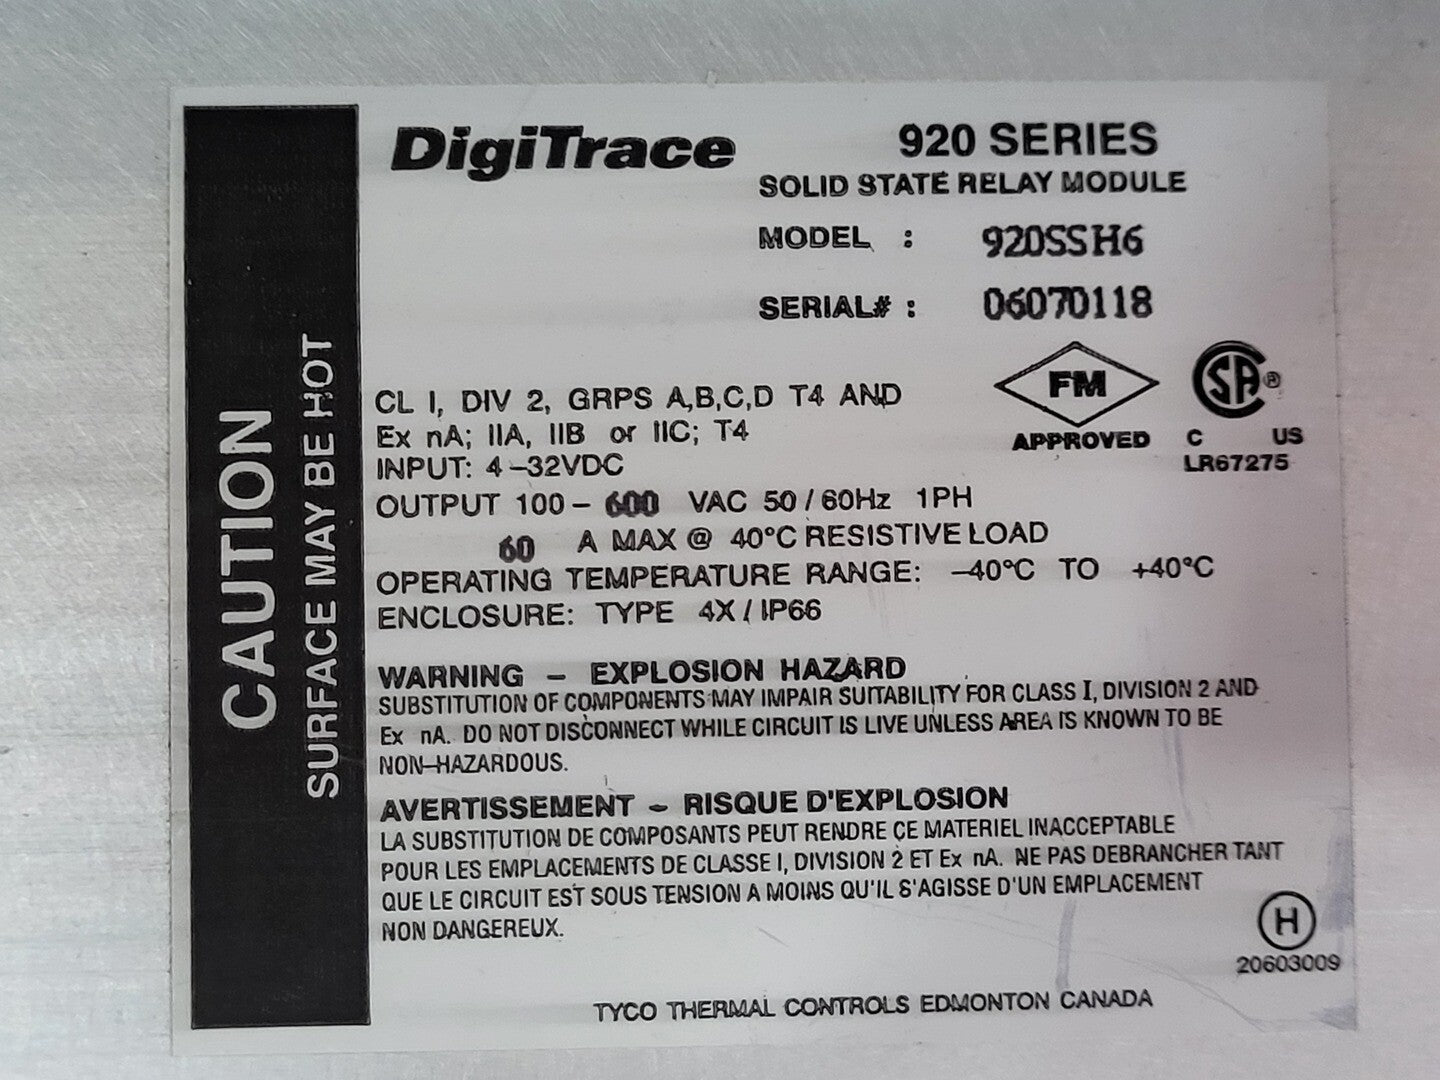 CAUTION
SURFACE MAY BE HOT
DigiTrace
920 SERIES
SOLID STATE RELAY MODULE
MODEL : 920SSH6
SERIAL# : 06070118
FM
APPROVED
SA ®
C US
LR67275
CL I, DIV 2, GRPS A,B,C,D T4 AND
Ex nA; IIA, IIB or IIC; T4
INPUT: 4-32VDC
OUTPUT 100- 600 VAC 50 / 60Hz 1PH
60 A MAX @ 40°C RESISTIVE LOAD
OPERATING TEMPERATURE RANGE: -40°C TO +40°C
ENCLOSURE: TYPE 4X / IP66
WARNING - EXPLOSION HAZARD
SUBSTITUTION OF COMPONENTS MAY IMPAIR SUITABILITY FOR CLASS I, DIVISION 2 AND
Ex nA. DO NOT DISCONNECT WHILE CIRCUIT IS LIVE UNLESS AREA IS KNOWN TO BE
NON-HAZARDOUS.
AVERTISSEMENT - RISQUE D'EXPLOSION
LA SUBSTITUTION DE COMPOSANTS PEUT RENDRE CE MATERIEL INACCEPTABLE
POUR LES EMPLACEMENTS DE CLASSE I, DIVISION 2 ET Ex nA. NE PAS DEBRANCHER TANT
QUE LE CIRCUIT EST SOUS TENSION A MOINS QU'IL S'AGISSE D'UN EMPLACEMENT
NON DANGEREUX.
H
20603009
TYCO THERMAL CONTROLS EDMONTON CANADA